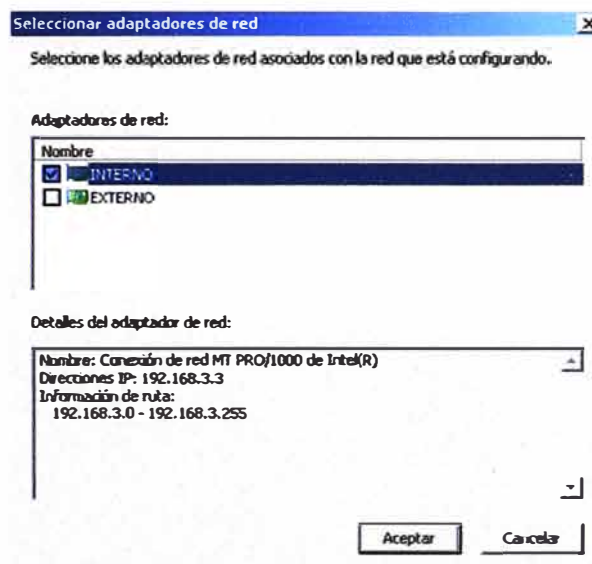 Seleccionar adaptadores de red
Seleccione los adaptadores de red asociados con la red que está configurando.
Adaptadores de red:
Nombre
INTERNO
EXTERNO
Detalles del adaptador de red:
Nombre: Conexión de red MT PRO/1000 de Intel(R)
Direcciones IP: 192.168.3.3
Información de ruta:
192.168.3.0 - 192.168.3.255
Aceptar Cancelar